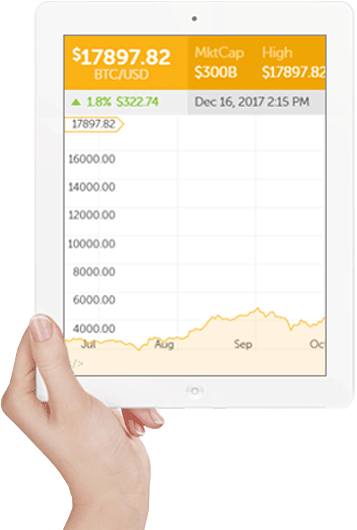 $17897.82
BTC/USD
MktCap
$300B
High
$17897.82
▲ 1.8% $322.74
Dec 16, 2017 2:15 PM
17897.82
16000.00
14000.00
12000.00
10000.00
8000.00
6000.00
4000.00
Jul Aug Sep Oc
</>